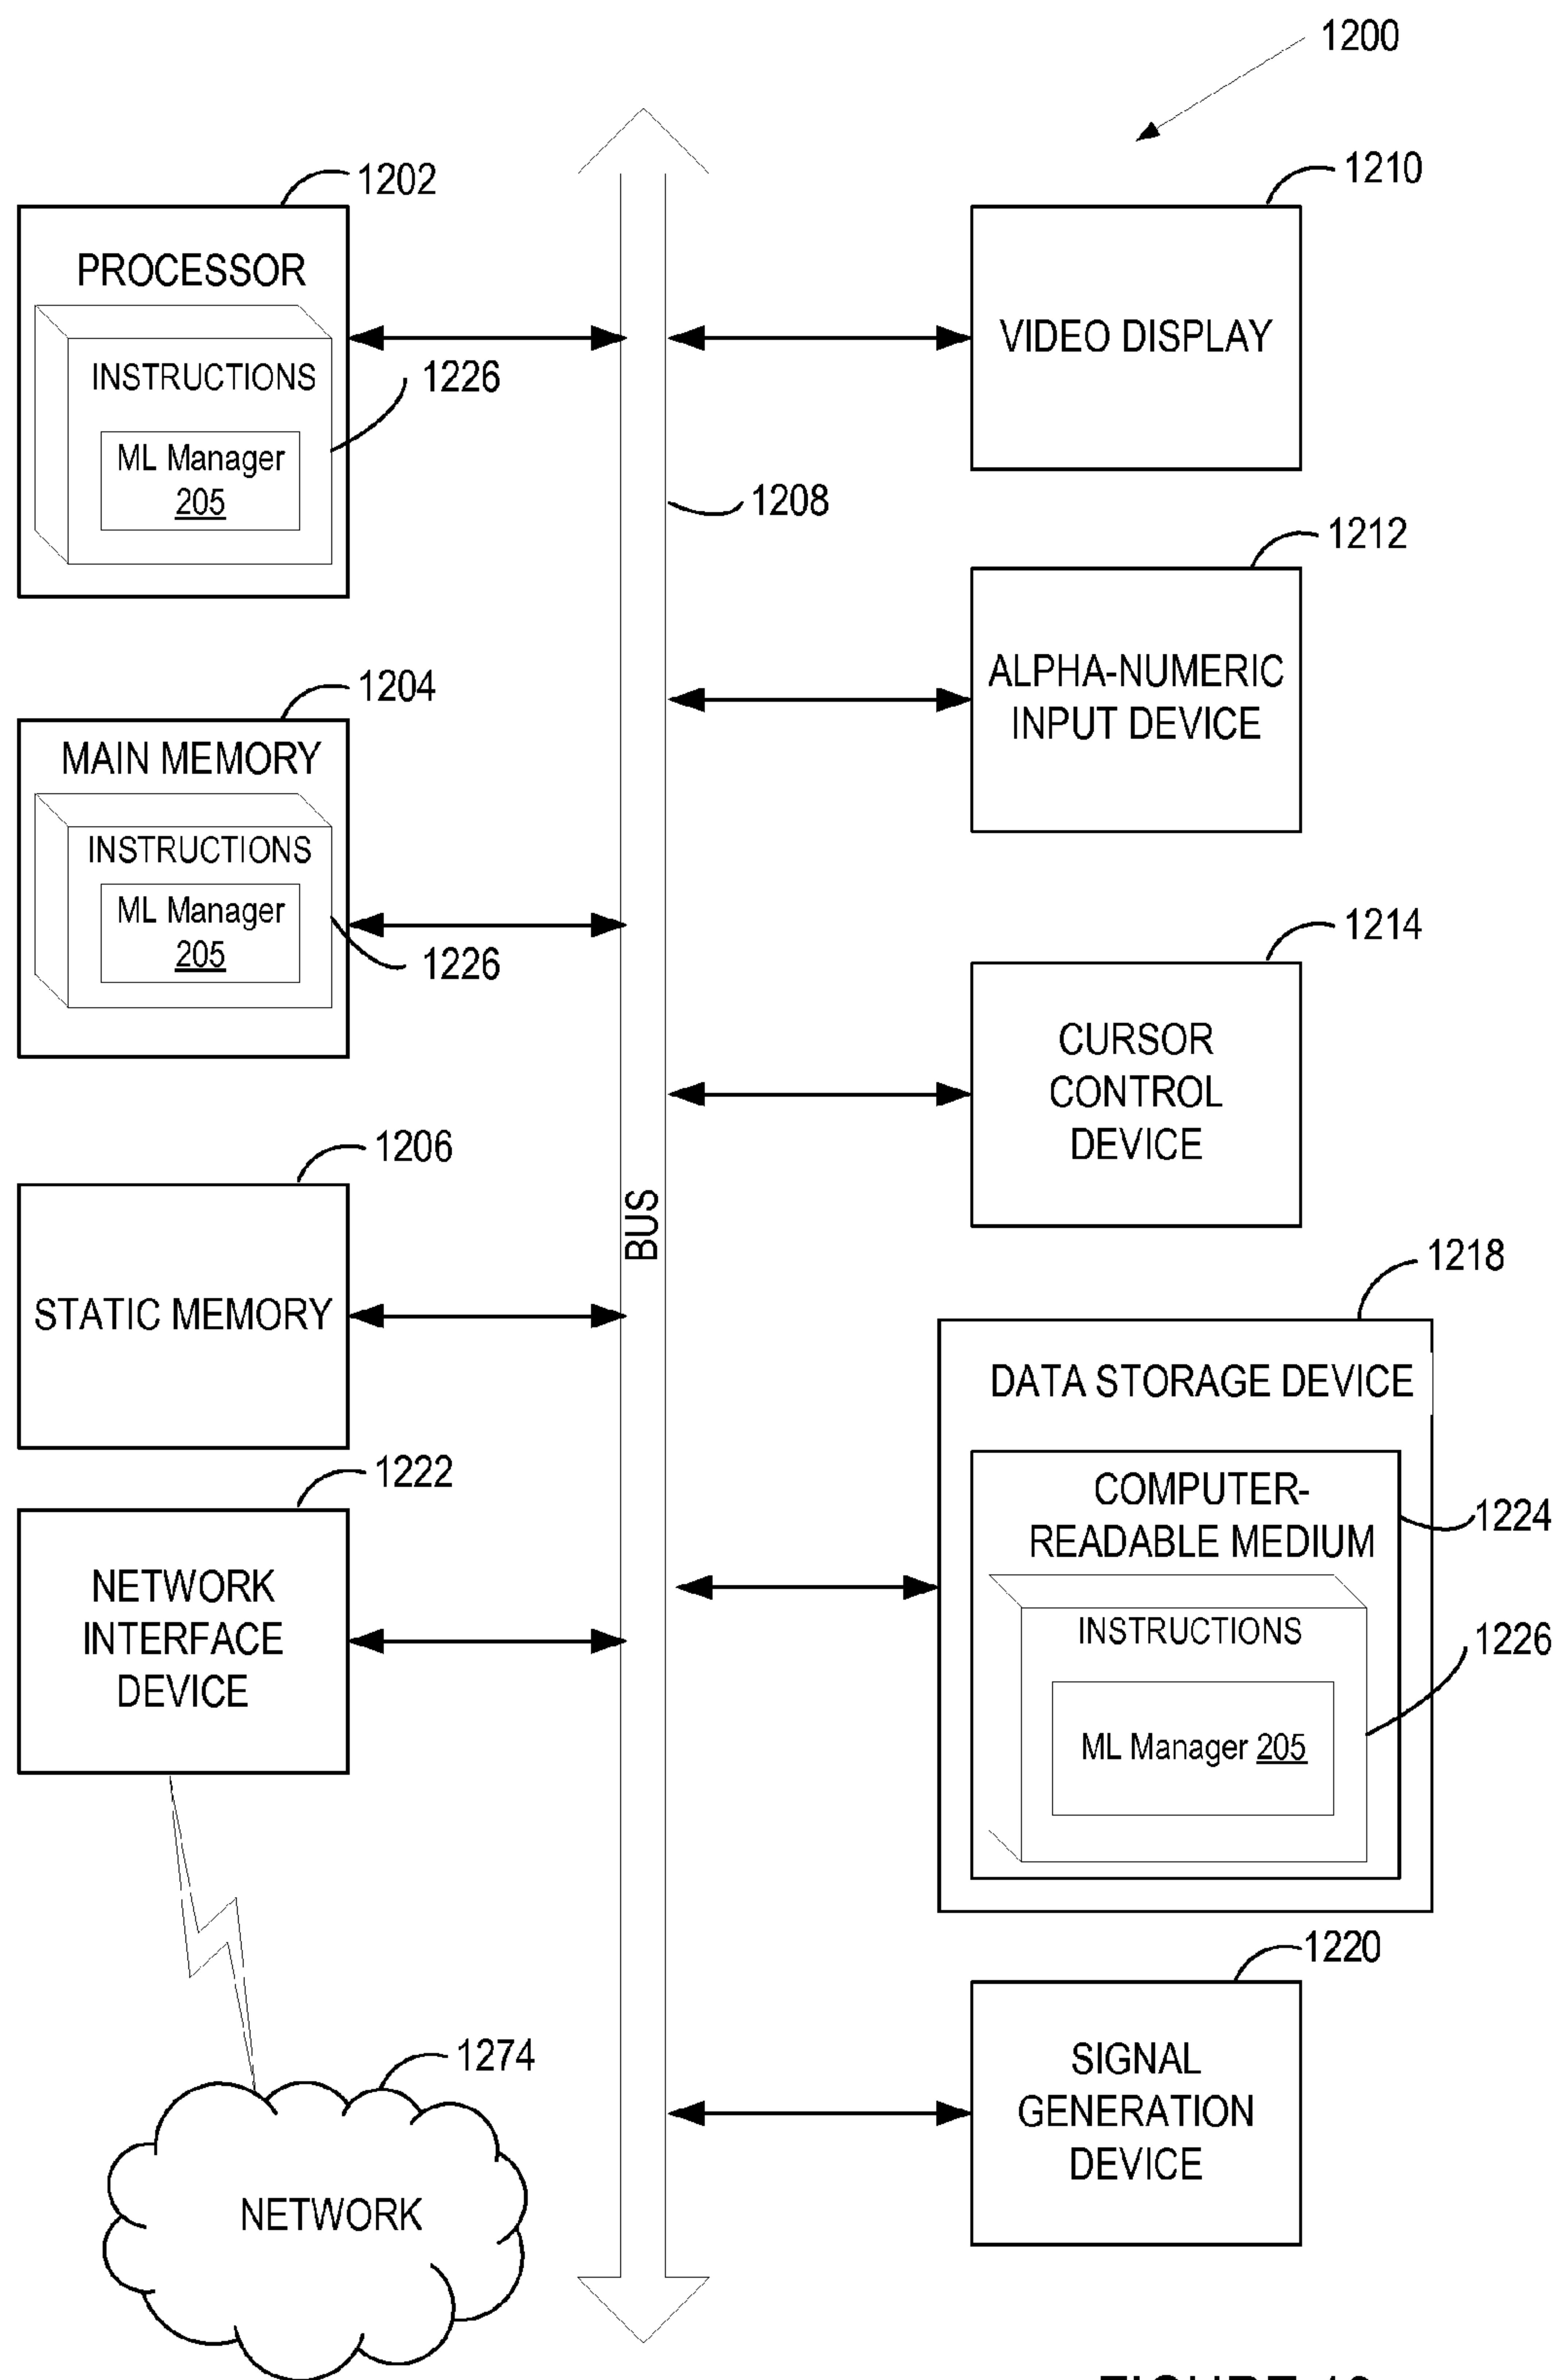 1200
1202
PROCESSOR
INSTRUCTIONS
ML Manager
205
1226
1204
MAIN MEMORY
INSTRUCTIONS
ML Manager
205
1226
1206
STATIC MEMORY
1222
NETWORK
INTERFACE
DEVICE
1274
NETWORK
1208
BUS
1210
VIDEO DISPLAY
1212
ALPHA-NUMERIC
INPUT DEVICE
1214
CURSOR
CONTROL
DEVICE
1218
DATA STORAGE DEVICE
COMPUTER-
READABLE MEDIUM
1224
INSTRUCTIONS
1226
ML Manager 205
1220
SIGNAL
GENERATION
DEVICE